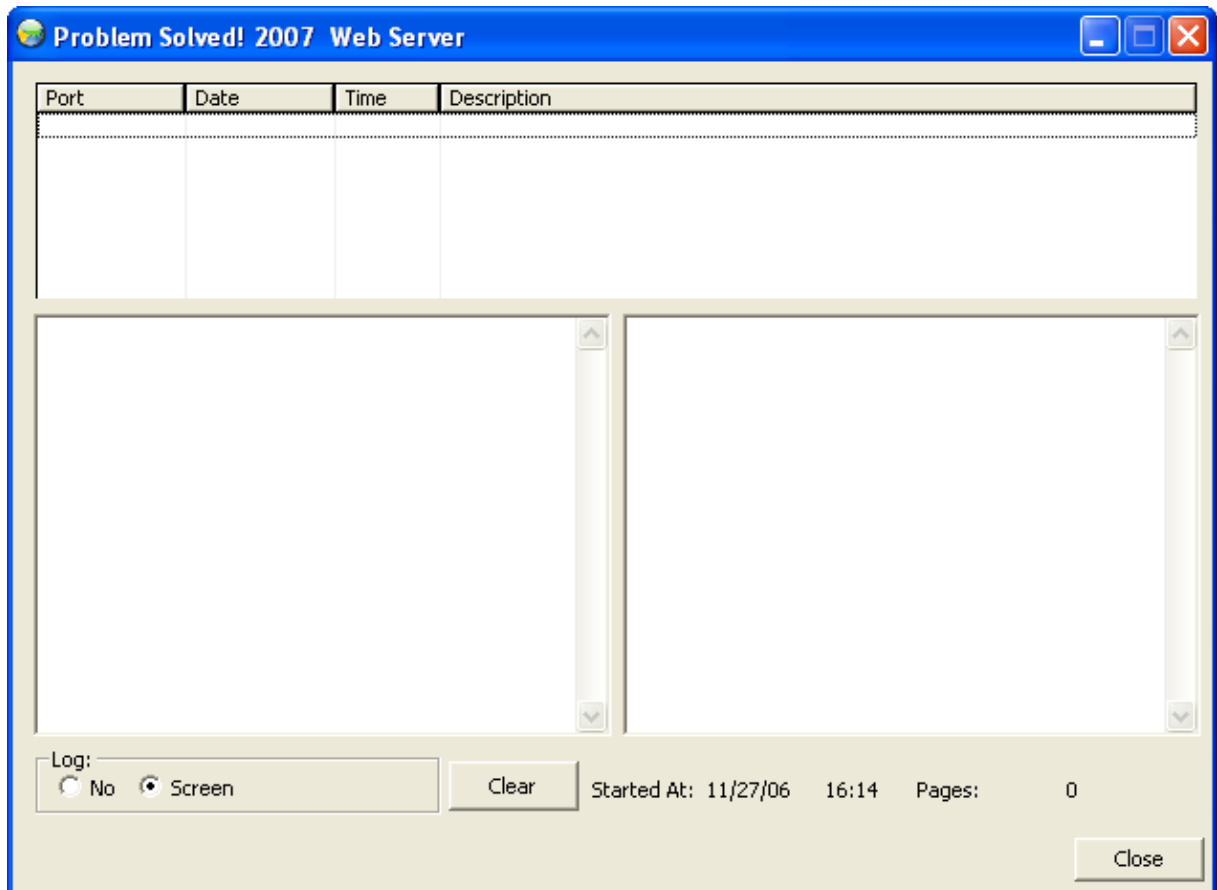 Problem Solved! 2007 Web Server
Port Date Time Description
Log:
No Screen Clear Started At: 11/27/06 16:14 Pages: 0
Close